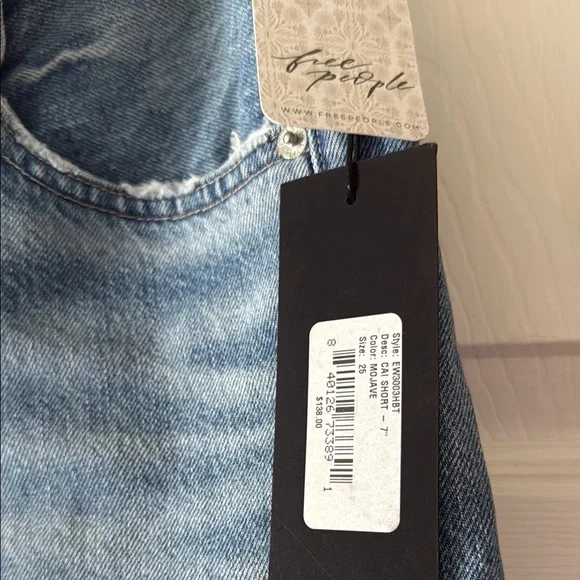 free
people
WWW.FREEPEOPLE.COM
Style: EW3003HBT
Desc: CAI SHORT — 7"
Color: MOJAVE
Size: 25
8 40126 73389 1
$138.00